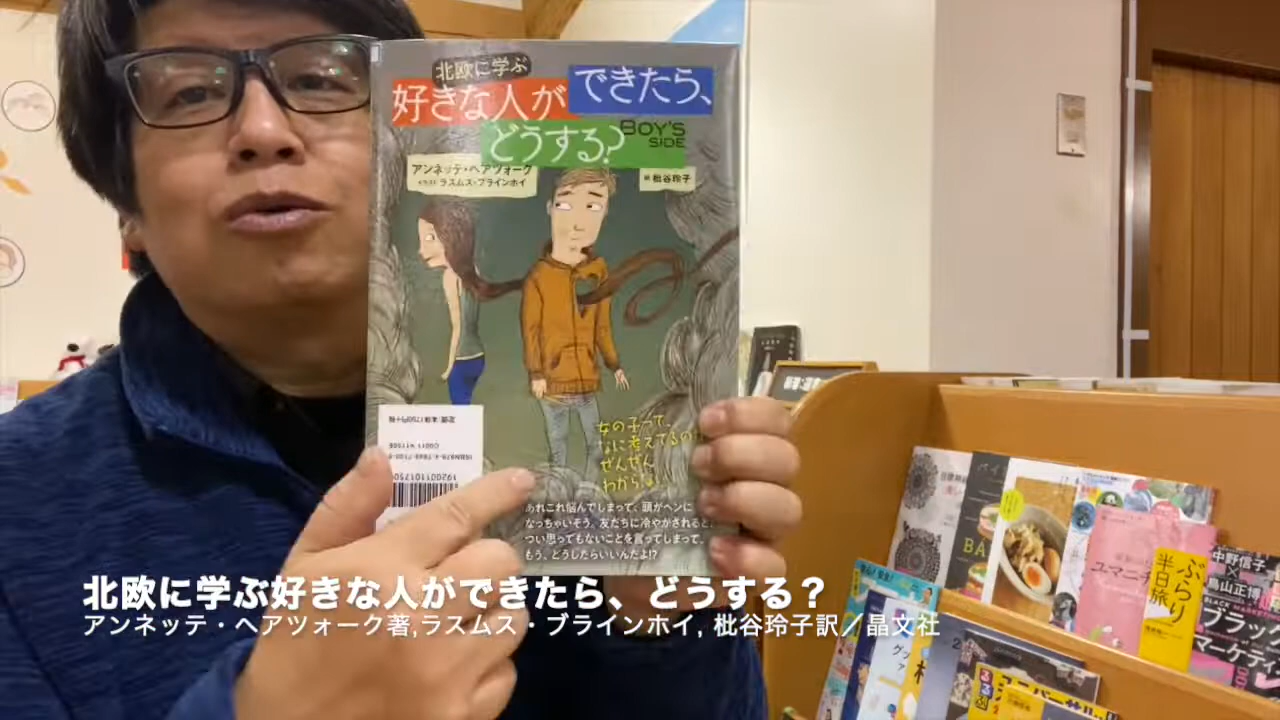 北欧に学ぶ
好きな人が
できたら、
どうする?
BOY'S
SIDE
アンネッテ・ヘアツォーク
イラスト ラスムス・ブラインホイ
訳 枇谷玲子
女の子って、
なに考えてるの
ぜんぜん
わからない
あれこれ悩んでしまって、頭がヘンに
なっちゃいそう。友だちに冷やかされると、
つい思ってもないことを言ってしまって。
もう、どうしたらいいんだよ!?
北欧に学ぶ好きな人ができたら、どうする？
アンネッテ・ヘアツォーク著,ラスムス・ブラインホイ, 枇谷玲子訳／晶文社
BA
ユマニチ
ぶらり
半日旅
中野信子
鳥山正博
ブラック
マーケティ
るるぶ